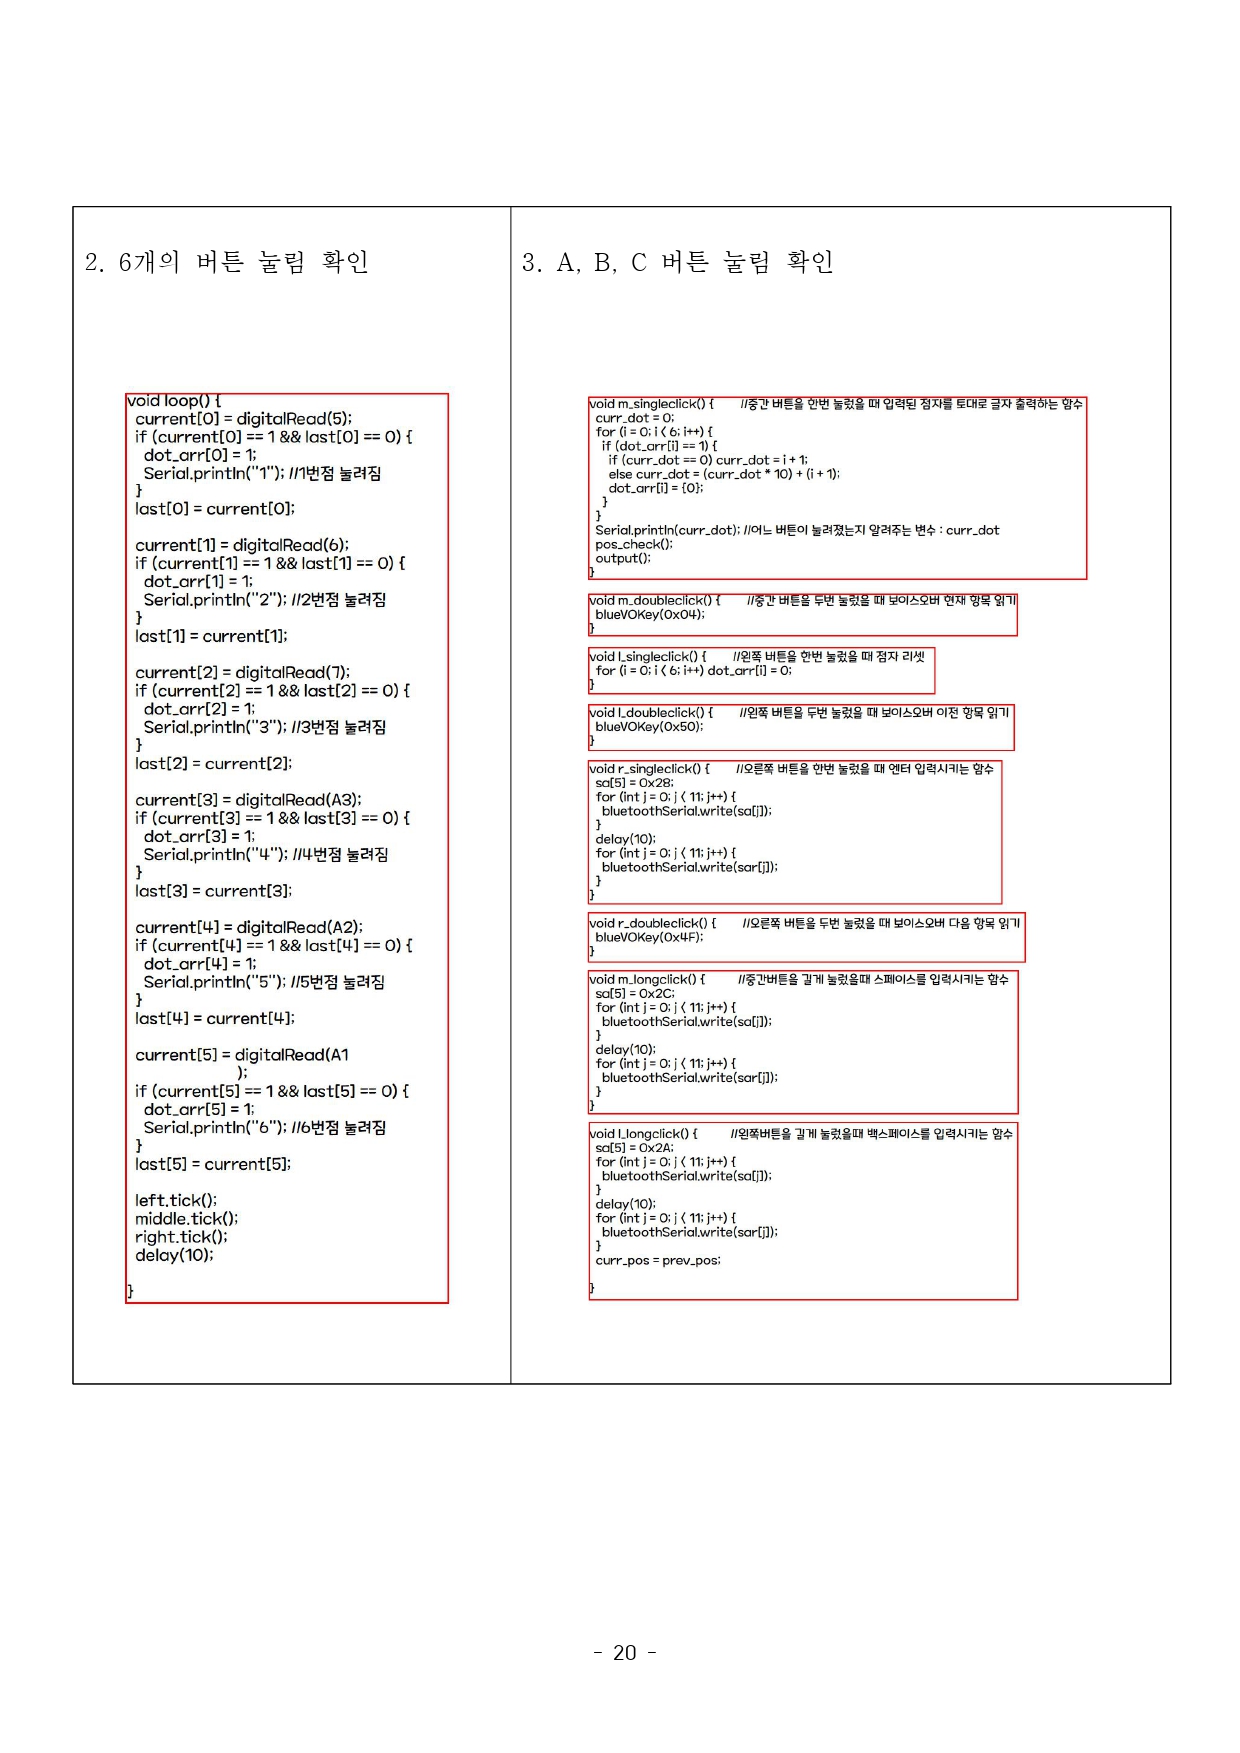 2. 6개의 버튼 눌림 확인
void loop() {
current[0] = digitalRead(5);
if (current[0] == 1 && last[0] == 0) {
dot_arr[0] = 1;
Serial.println("1"); //1번점 눌려짐
}
last[0] = current[0];
current[1] = digitalRead(6);
if (current[1] == 1 && last[1] == 0) {
dot_arr[1] = 1;
Serial.println("2"); //2번점 눌려짐
}
last[1] = current[1];
current[2] = digitalRead(7);
if (current[2] == 1 && last[2] == 0) {
dot_arr[2] = 1;
Serial.println("3"); //3번점 눌려짐
}
last[2] = current[2];
current[3] = digitalRead(A3);
if (current[3] == 1 && last[3] == 0) {
dot_arr[3] = 1;
Serial.println("4"); //4번점 눌려짐
}
last[3] = current[3];
current[4] = digitalRead(A2);
if (current[4] == 1 && last[4] == 0) {
dot_arr[4] = 1;
Serial.println("5"); //5번점 눌려짐
}
last[4] = current[4];
current[5] = digitalRead(A1
);
if (current[5] == 1 && last[5] == 0) {
dot_arr[5] = 1;
Serial.println("6"); //6번점 눌려짐
}
last[5] = current[5];
left.tick();
middle.tick();
right.tick();
delay(10);
}
3. A, B, C 버튼 눌림 확인
void m_singleclick() { //중간 버튼을 한번 눌렀을 때 입력된 점자를 토대로 글자 출력하는 함수
curr_dot = 0;
for (i = 0; i < 6; i++) {
if (dot_arr[i] == 1) {
if (curr_dot == 0) curr_dot = i + 1;
else curr_dot = (curr_dot * 10) + (i + 1);
dot_arr[i] = {0};
}
}
Serial.println(curr_dot); //어느 버튼이 눌려졌는지 알려주는 변수 : curr_dot
pos_check();
output();
}
void m_doubleclick() { //중간 버튼을 두번 눌렀을 때 보이스오버 현재 항목 읽기
blueVOKey(0x04);
}
void l_singleclick() { //왼쪽 버튼을 한번 눌렀을 때 점자 리셋
for (i = 0; i < 6; i++) dot_arr[i] = 0;
}
void l_doubleclick() { //왼쪽 버튼을 두번 눌렀을 때 보이스오버 이전 항목 읽기
blueVOKey(0x50);
}
void r_singleclick() { //오른쪽 버튼을 한번 눌렀을 때 엔터 입력시키는 함수
sa[5] = 0x28;
for (int j = 0; j < 11; j++) {
bluetoothSerial.write(sa[j]);
}
delay(10);
for (int j = 0; j < 11; j++) {
bluetoothSerial.write(sar[j]);
}
}
void r_doubleclick() { //오른쪽 버튼을 두번 눌렀을 때 보이스오버 다음 항목 읽기
blueVOKey(0x4F);
}
void m_longclick() { //중간버튼을 길게 눌렀을때 스페이스를 입력시키는 함수
sa[5] = 0x2C;
for (int j = 0; j < 11; j++) {
bluetoothSerial.write(sa[j]);
}
delay(10);
for (int j = 0; j < 11; j++) {
bluetoothSerial.write(sar[j]);
}
}
void l_longclick() { //왼쪽버튼을 길게 눌렀을때 백스페이스를 입력시키는 함수
sa[5] = 0x2A;
for (int j = 0; j < 11; j++) {
bluetoothSerial.write(sa[j]);
}
delay(10);
for (int j = 0; j < 11; j++) {
bluetoothSerial.write(sar[j]);
}
curr_pos = prev_pos;
}
- 20 -